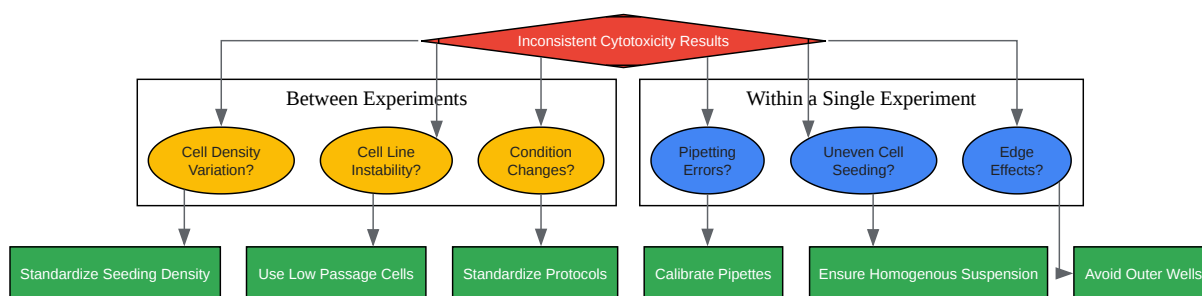 Inconsistent Cytotoxicity Results
Between Experiments
Within a Single Experiment
Cell Density
Variation?
Cell Line
Instability?
Condition
Changes?
Pipetting
Errors?
Uneven Cell
Seeding?
Edge
Effects?
Standardize Seeding Density
Use Low Passage Cells
Standardize Protocols
Calibrate Pipettes
Ensure Homogenous Suspension
Avoid Outer Wells